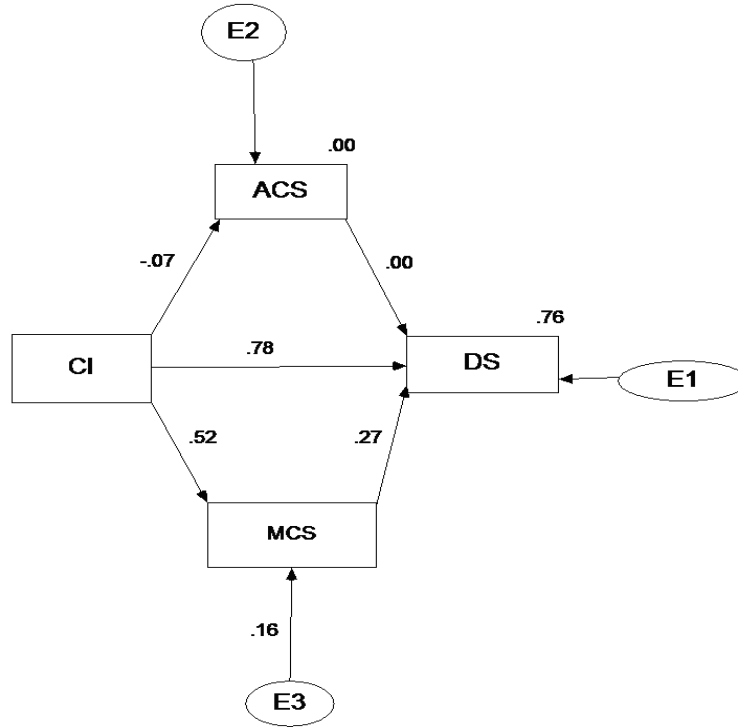 E2
.00
ACS
-.07
.00
.76
CI
.78
DS
E1
.52
.27
MCS
.16
E3